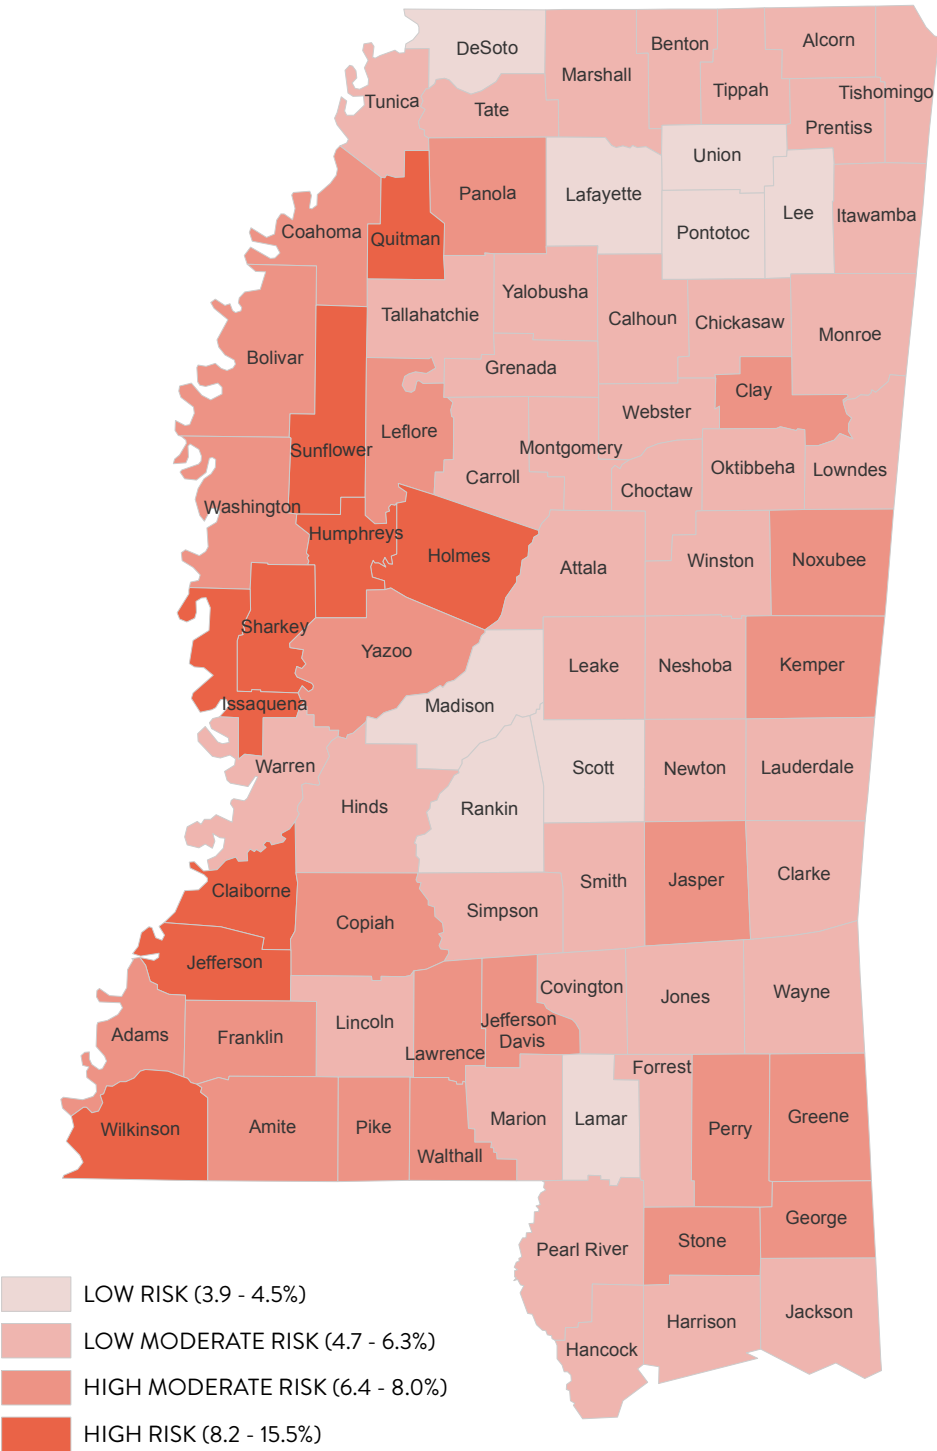 DeSoto
Benton
Alcorn
Marshall
Tippah
Tishomingo
Tunica
Tate
Prentiss
Union
Panola
Lafayette
Lee
Itawamba
Coahoma
Quitman
Pontotoc
Yalobusha
Tallahatchie
Calhoun
Chickasaw
Monroe
Bolivar
Grenada
Clay
Webster
Leflore
Sunflower
Montgomery
Carroll
Oktibbeha
Lowndes
Choctaw
Washington
Humphreys
Holmes
Attala
Winston
Noxubee
Sharkey
Yazoo
Leake
Neshoba
Kemper
Issaquena
Madison
Warren
Scott
Newton
Lauderdale
Hinds
Rankin
Claiborne
Smith
Jasper
Clarke
Copiah
Simpson
Jefferson
Covington
Jones
Wayne
Adams
Franklin
Lincoln
Jefferson
Davis
Lawrence
Forrest
Wilkinson
Amite
Pike
Marion
Lamar
Perry
Greene
Walthall
George
Pearl River
Stone
Harrison
Jackson
Hancock
LOW RISK (3.9 - 4.5%)
LOW MODERATE RISK (4.7 - 6.3%)
HIGH MODERATE RISK (6.4 - 8.0%)
HIGH RISK (8.2 - 15.5%)